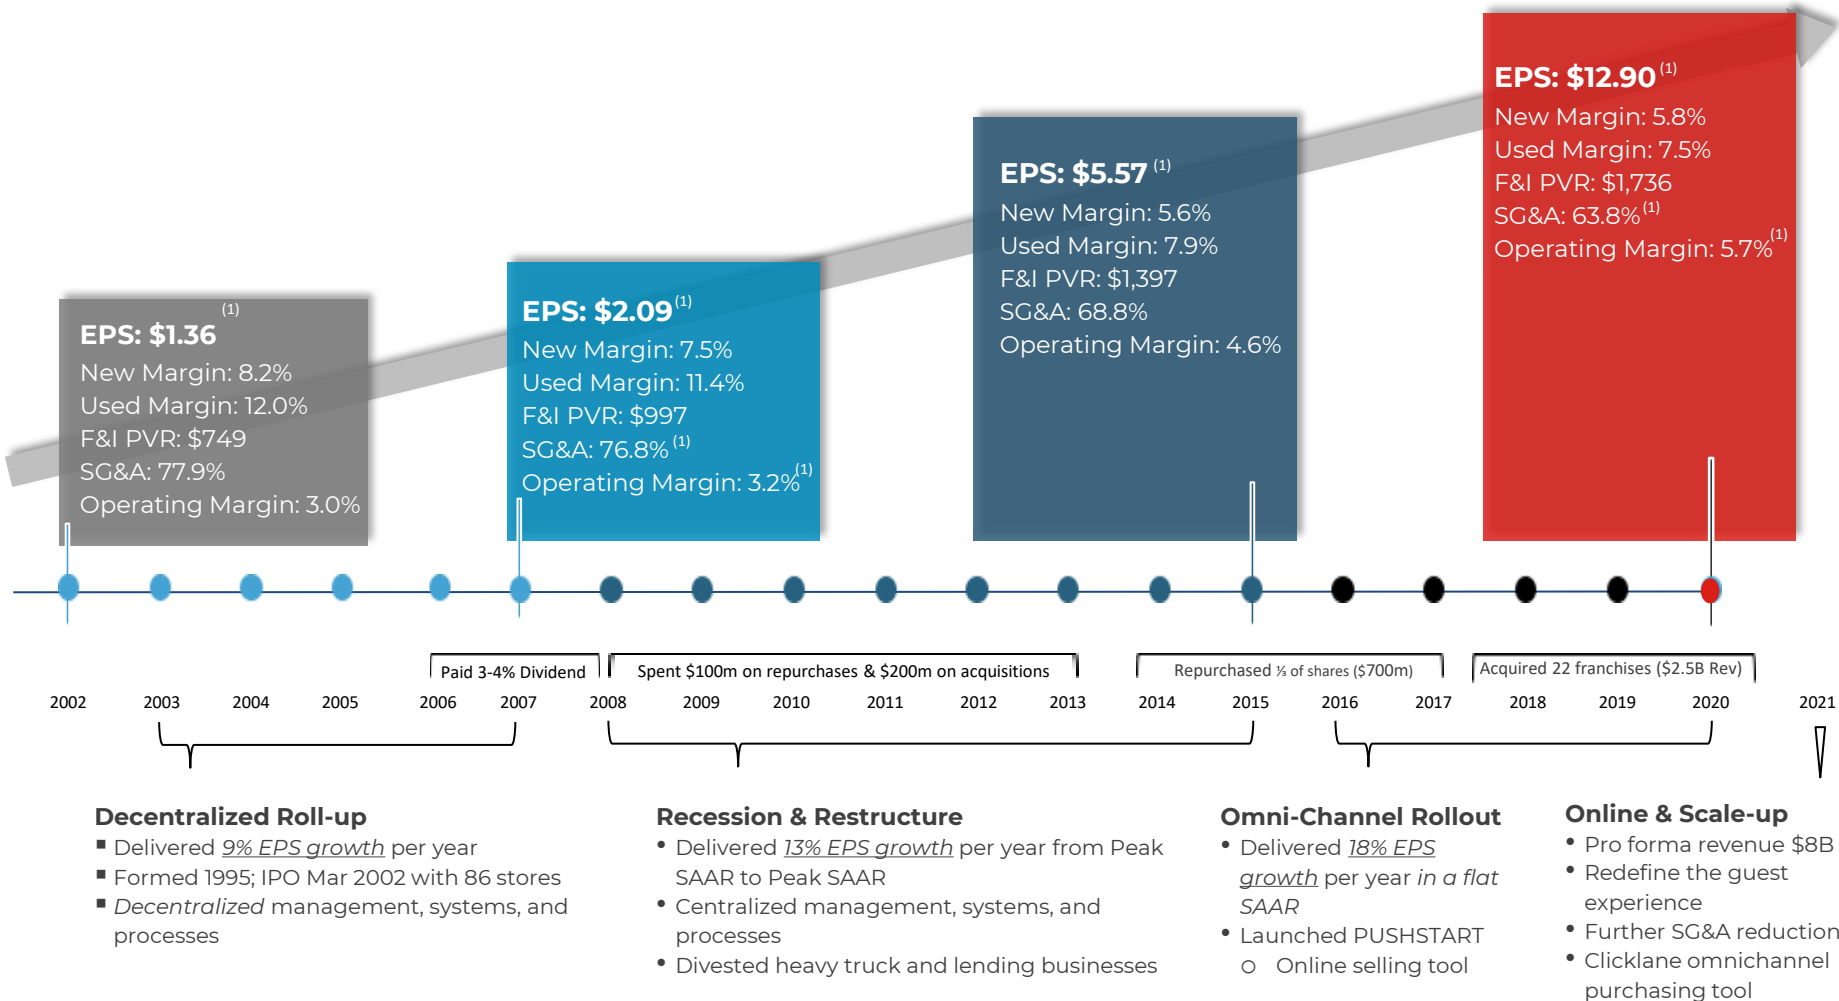 EPS: $1.36 (1)
New Margin: 8.2%
Used Margin: 12.0%
F&I PVR: $749
SG&A: 77.9%
Operating Margin: 3.0%
EPS: $2.09 (1)
New Margin: 7.5%
Used Margin: 11.4%
F&I PVR: $997
SG&A: 76.8% (1)
Operating Margin: 3.2% (1)
EPS: $5.57 (1)
New Margin: 5.6%
Used Margin: 7.9%
F&I PVR: $1,397
SG&A: 68.8%
Operating Margin: 4.6%
EPS: $12.90 (1)
New Margin: 5.8%
Used Margin: 7.5%
F&I PVR: $1,736
SG&A: 63.8% (1)
Operating Margin: 5.7% (1)
Paid 3-4% Dividend
Spent $100m on repurchases & $200m on acquisitions
Repurchased ⅓ of shares ($700m)
Acquired 22 franchises ($2.5B Rev)
2002 2003 2004 2005 2006 2007 2008 2009 2010 2011 2012 2013 2014 2015 2016 2017 2018 2019 2020 2021
Decentralized Roll-up
▪ Delivered 9% EPS growth per year
▪ Formed 1995; IPO Mar 2002 with 86 stores
▪ Decentralized management, systems, and
processes
Recession & Restructure
• Delivered 13% EPS growth per year from Peak
SAAR to Peak SAAR
• Centralized management, systems, and
processes
• Divested heavy truck and lending businesses
Omni-Channel Rollout
• Delivered 18% EPS
growth per year in a flat
SAAR
• Launched PUSHSTART
o Online selling tool
Online & Scale-up
• Pro forma revenue $8B
• Redefine the guest
experience
• Further SG&A reduction
• Clicklane omnichannel
purchasing tool